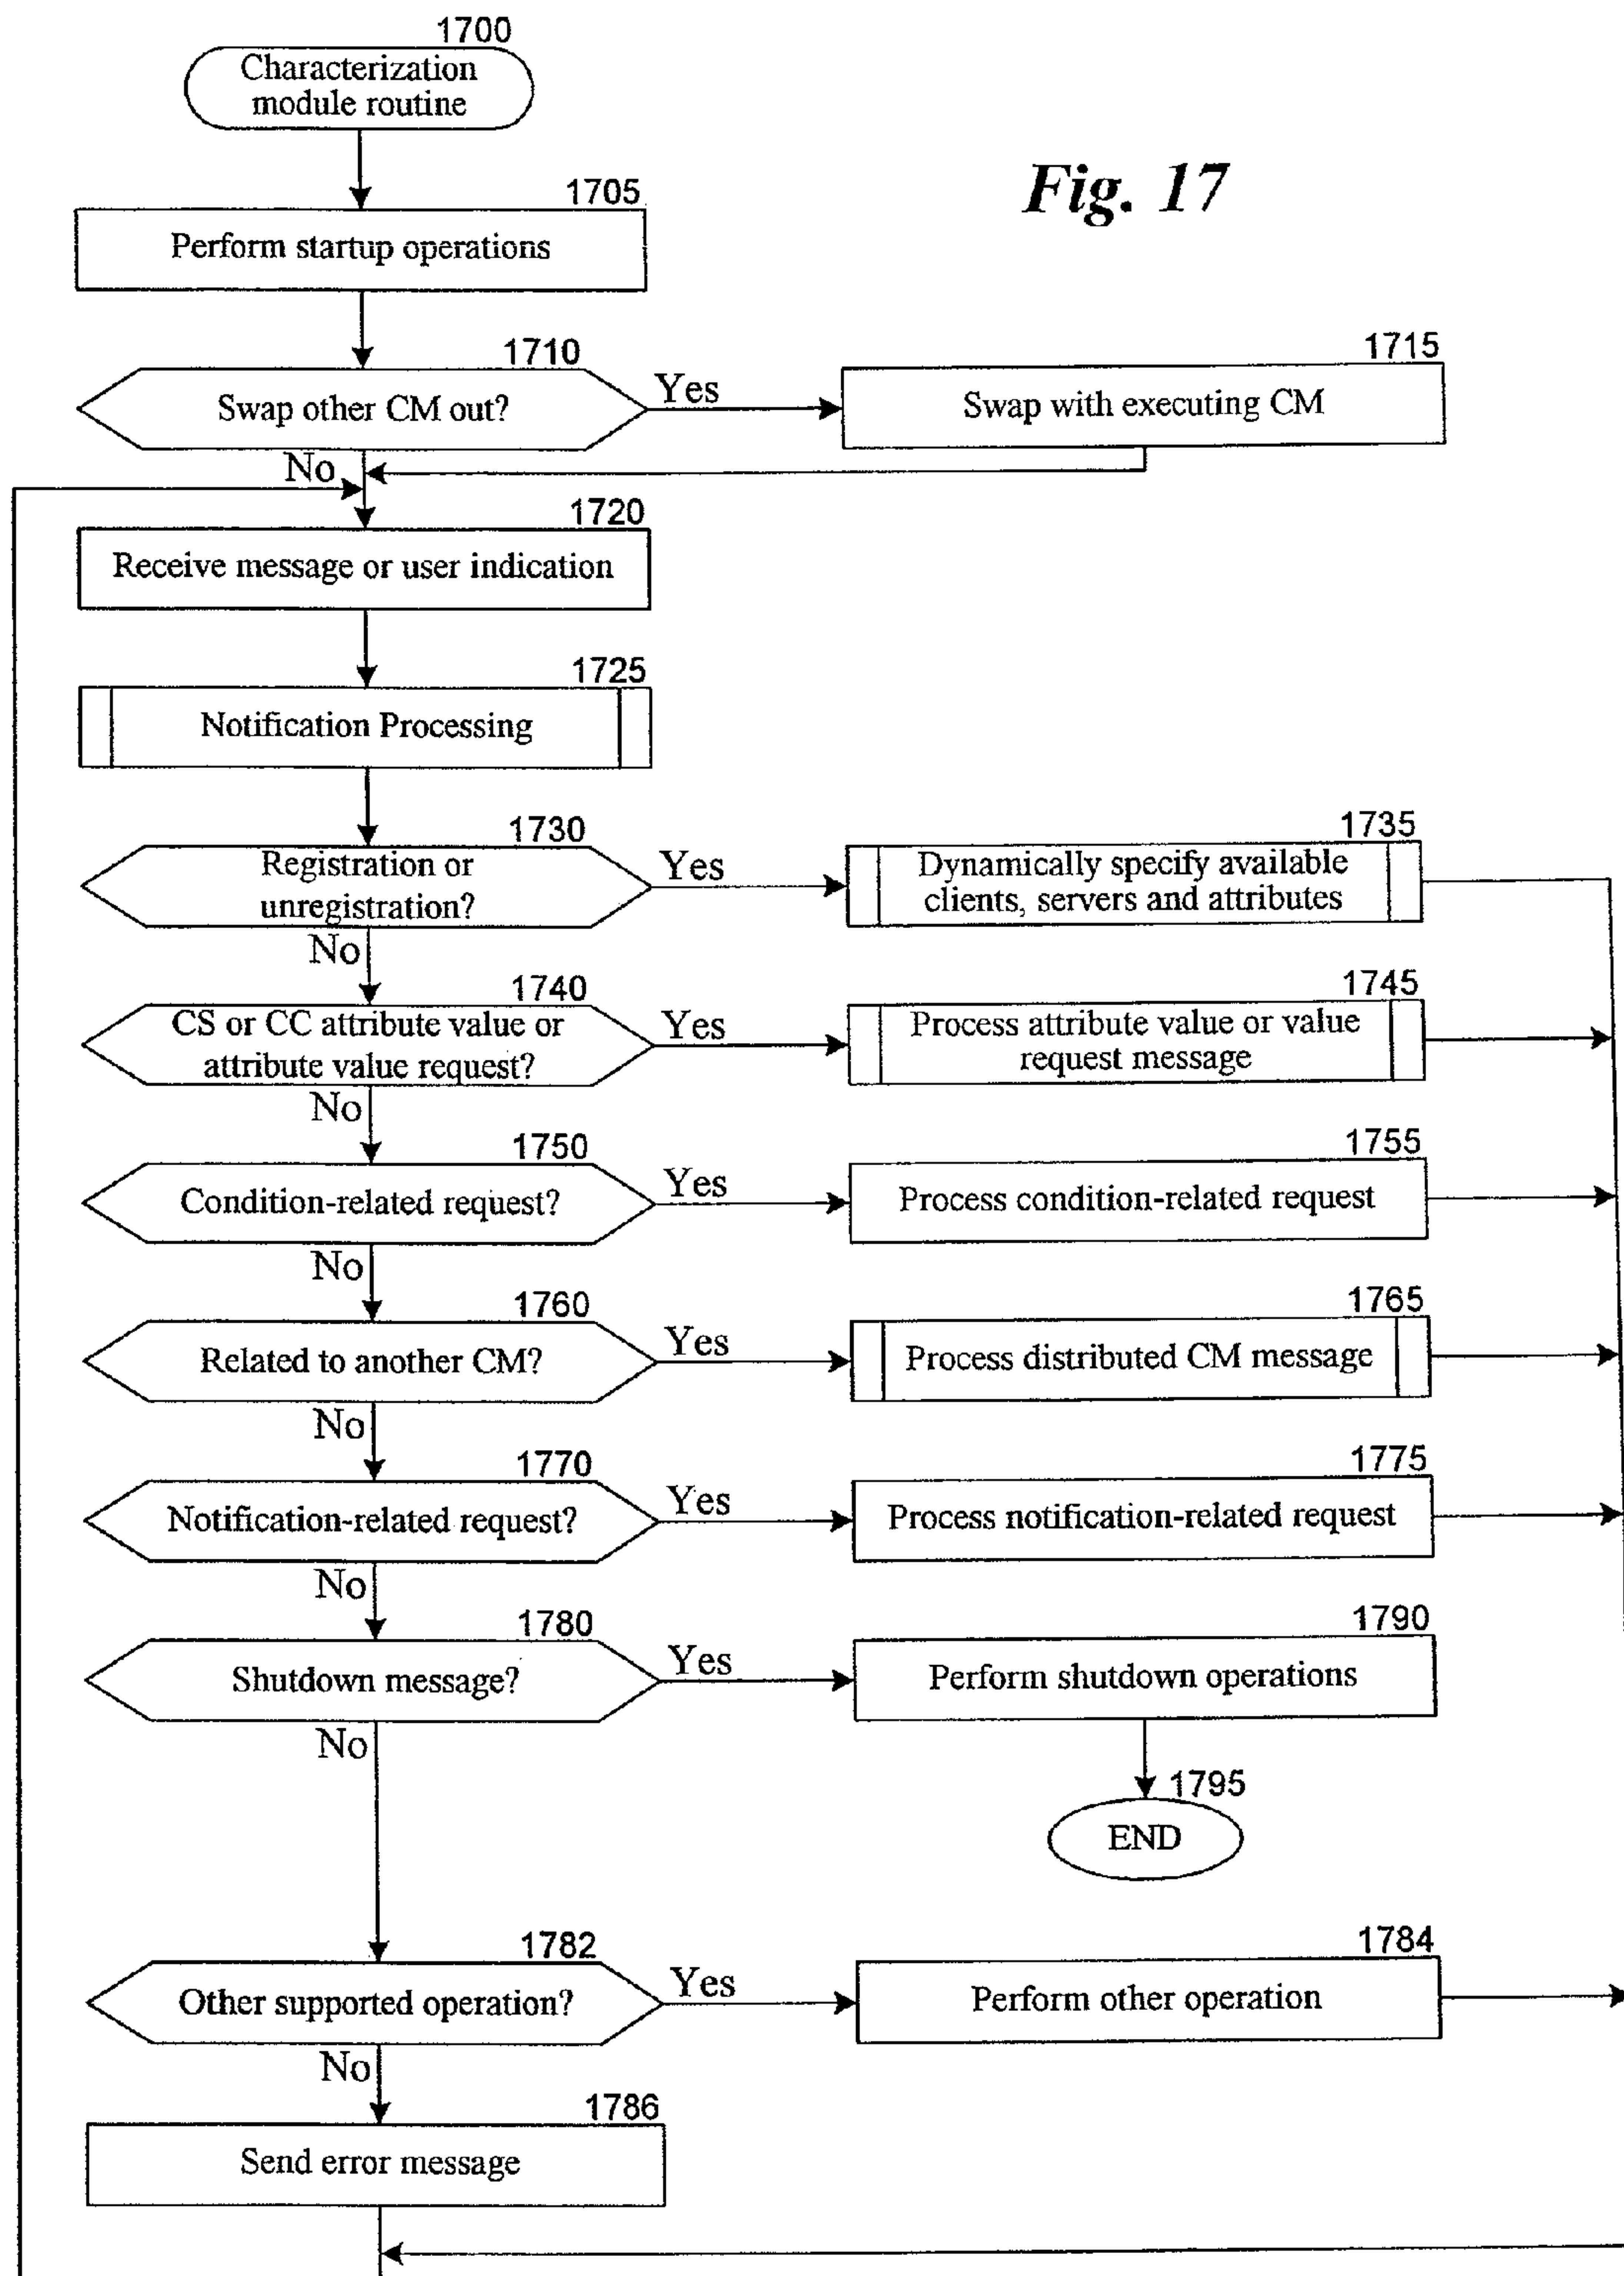 1700
Characterization
module routine
Fig. 17
1705
Perform startup operations
1710
Swap other CM out?
Yes
1715
Swap with executing CM
No
1720
Receive message or user indication
1725
Notification Processing
1730
Registration or
unregistration?
Yes
1735
Dynamically specify available
clients, servers and attributes
No
1740
CS or CC attribute value or
attribute value request?
Yes
1745
Process attribute value or value
request message
No
1750
Condition-related request?
Yes
1755
Process condition-related request
No
1760
Related to another CM?
Yes
1765
Process distributed CM message
No
1770
Notification-related request?
Yes
1775
Process notification-related request
No
1780
Shutdown message?
Yes
1790
Perform shutdown operations
No
1795
END
1782
Other supported operation?
Yes
1784
Perform other operation
No
1786
Send error message